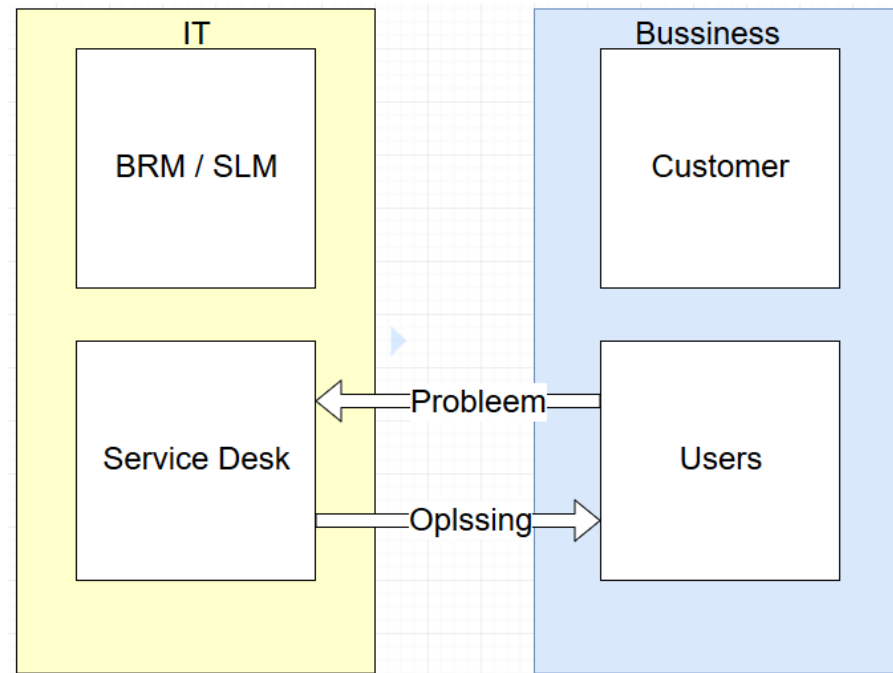 IT
Bussiness
BRM / SLM
Customer
Probleem
Service Desk
Users
Oplssing